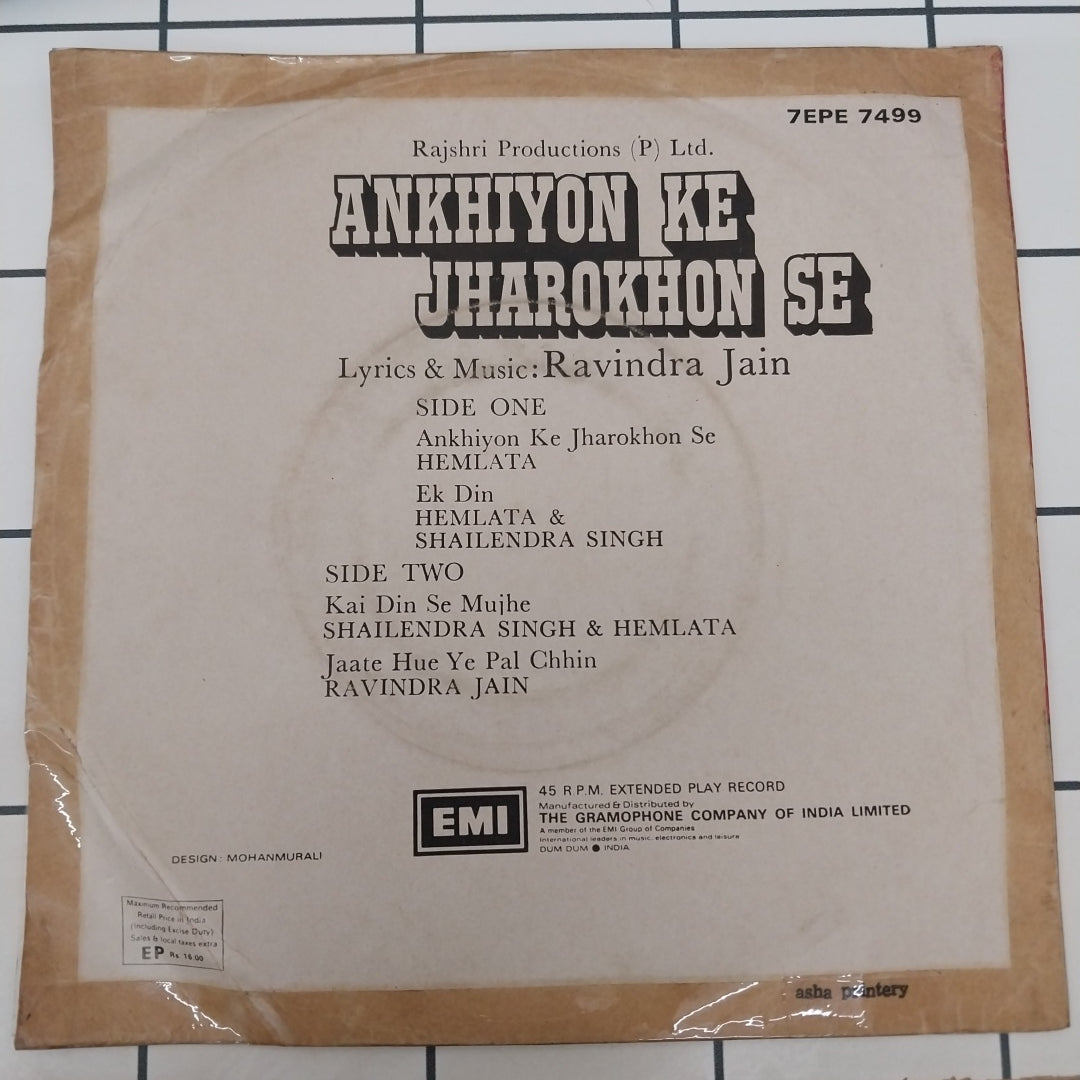 7EPE 7499
Rajshri Productions (P) Ltd.
ANKHIYON KE
JHAROKHON SE
Lyrics & Music: Ravindra Jain
SIDE ONE
Ankhiyon Ke Jharokhon Se
HEMLATA
Ek Din
HEMLATA &
SHAILENDRA SINGH
SIDE TWO
Kai Din Se Mujhe
SHAILENDRA SINGH & HEMLATA
Jaate Hue Ye Pal Chhin
RAVINDRA JAIN
EMI
45 R.P.M. EXTENDED PLAY RECORD
Manufactured & Distributed by
THE GRAMOPHONE COMPANY OF INDIA LIMITED
A member of the EMI Group of Companies
International leaders in music, electronics and leisure
DUM DUM ● INDIA
DESIGN: MOHANMURALI
Maximum Recommended
Retail Price in India
(Including Excise Duty)
Sales & local taxes extra
EP Rs. 16.00
asha printery